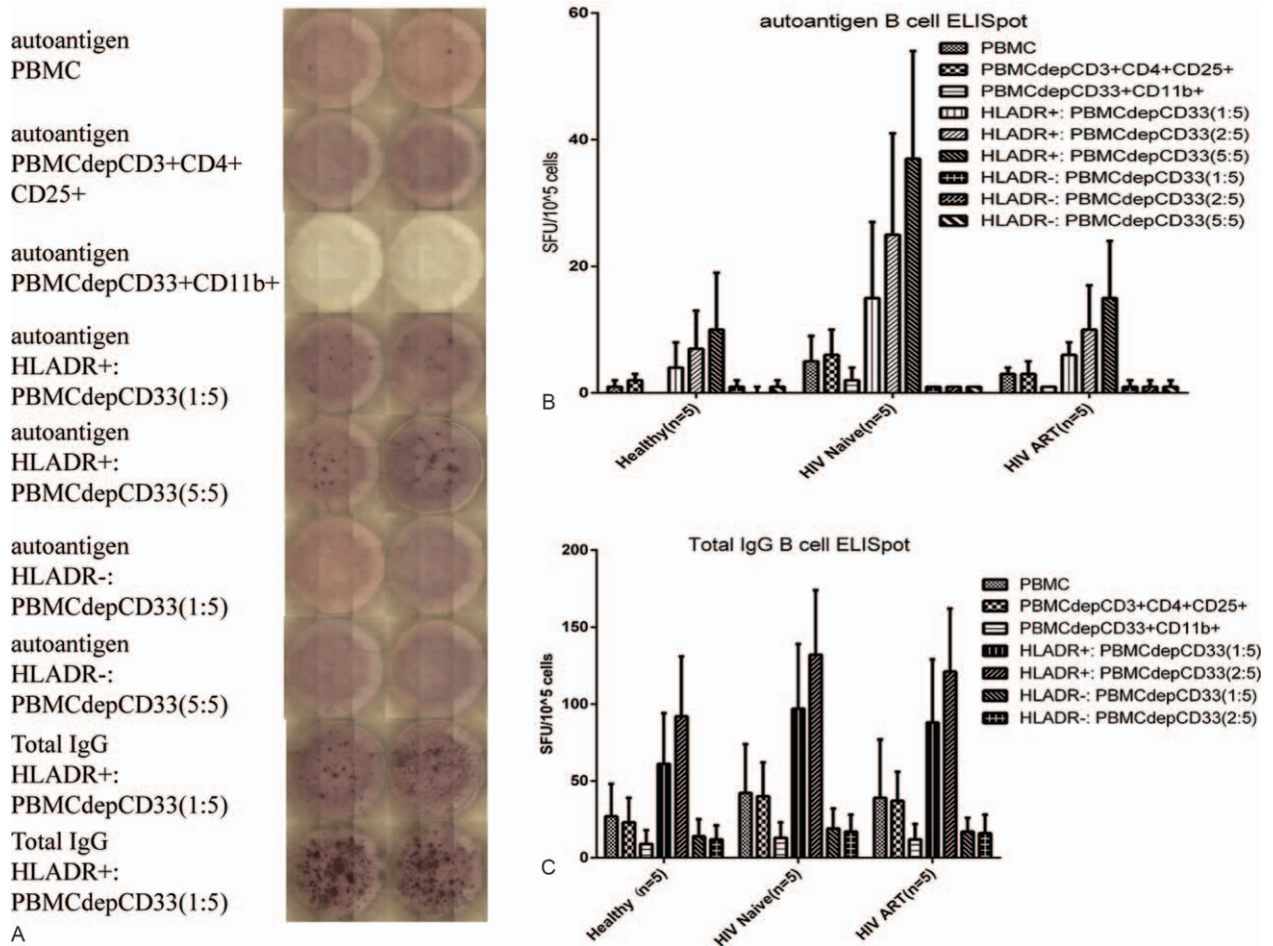 autoantigen
PBMC
autoantigen
PBMCdepCD3+CD4+
CD25+
autoantigen
PBMCdepCD33+CD11b+
autoantigen
HLADR+:
PBMCdepCD33(1:5)
autoantigen
HLADR+:
PBMCdepCD33(5:5)
autoantigen
HLADR-:
PBMCdepCD33(1:5)
autoantigen
HLADR-:
PBMCdepCD33(5:5)
Total IgG
HLADR+:
PBMCdepCD33(1:5)
Total IgG
HLADR+:
PBMCdepCD33(1:5)
A
autoantigen B cell ELISpot
60
40
20
0
SFU/10^5 cells
PBMC
PBMCdepCD3+CD4+CD25+
PBMCdepCD33+CD11b+
HLADR+: PBMCdepCD33(1:5)
HLADR+: PBMCdepCD33(2:5)
HLADR+: PBMCdepCD33(5:5)
HLADR-: PBMCdepCD33(1:5)
HLADR-: PBMCdepCD33(2:5)
HLADR-: PBMCdepCD33(5:5)
Healthy(n=5)
HIV Naive(n=5)
HIV ART(n=5)
B
Total IgG B cell ELISpot
200
150
100
50
0
SFU/10^5 cells
PBMC
PBMCdepCD3+CD4+CD25+
PBMCdepCD33+CD11b+
HLADR+: PBMCdepCD33(1:5)
HLADR+: PBMCdepCD33(2:5)
HLADR-: PBMCdepCD33(1:5)
HLADR-: PBMCdepCD33(2:5)
Healthy (n=5)
HIV Naive(n=5)
HIV ART(n=5)
C